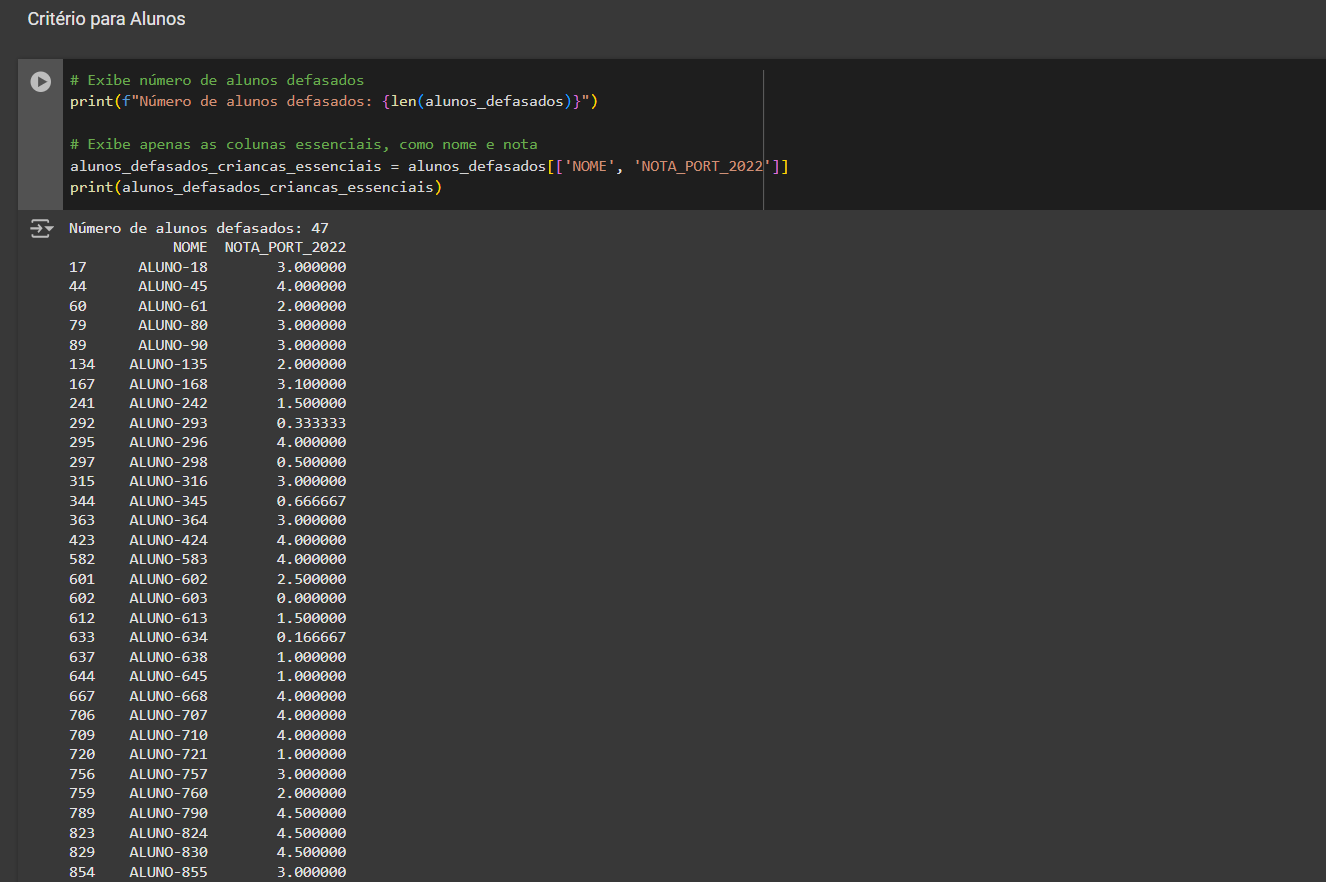 Critério para Alunos
# Exibe número de alunos defasados
print(f"Número de alunos defasados: {len(alunos_defasados)}")
# Exibe apenas as colunas essenciais, como nome e nota
alunos_defasados_criancas_essenciais = alunos_defasados[['NOME', 'NOTA_PORT_2022']]
print(alunos_defasados_criancas_essenciais)
Número de alunos defasados: 47
NOME NOTA_PORT_2022
17 ALUNO-18 3.000000
44 ALUNO-45 4.000000
60 ALUNO-61 2.000000
79 ALUNO-80 3.000000
89 ALUNO-90 3.000000
134 ALUNO-135 2.000000
167 ALUNO-168 3.100000
241 ALUNO-242 1.500000
292 ALUNO-293 0.333333
295 ALUNO-296 4.000000
297 ALUNO-298 0.500000
315 ALUNO-316 3.000000
344 ALUNO-345 0.666667
363 ALUNO-364 3.000000
423 ALUNO-424 4.000000
582 ALUNO-583 4.000000
601 ALUNO-602 2.500000
602 ALUNO-603 0.000000
612 ALUNO-613 1.500000
633 ALUNO-634 0.166667
637 ALUNO-638 1.000000
644 ALUNO-645 1.000000
667 ALUNO-668 4.000000
706 ALUNO-707 4.000000
709 ALUNO-710 4.000000
720 ALUNO-721 1.000000
756 ALUNO-757 3.000000
759 ALUNO-760 2.000000
789 ALUNO-790 4.500000
823 ALUNO-824 4.500000
829 ALUNO-830 4.500000
854 ALUNO-855 3.000000